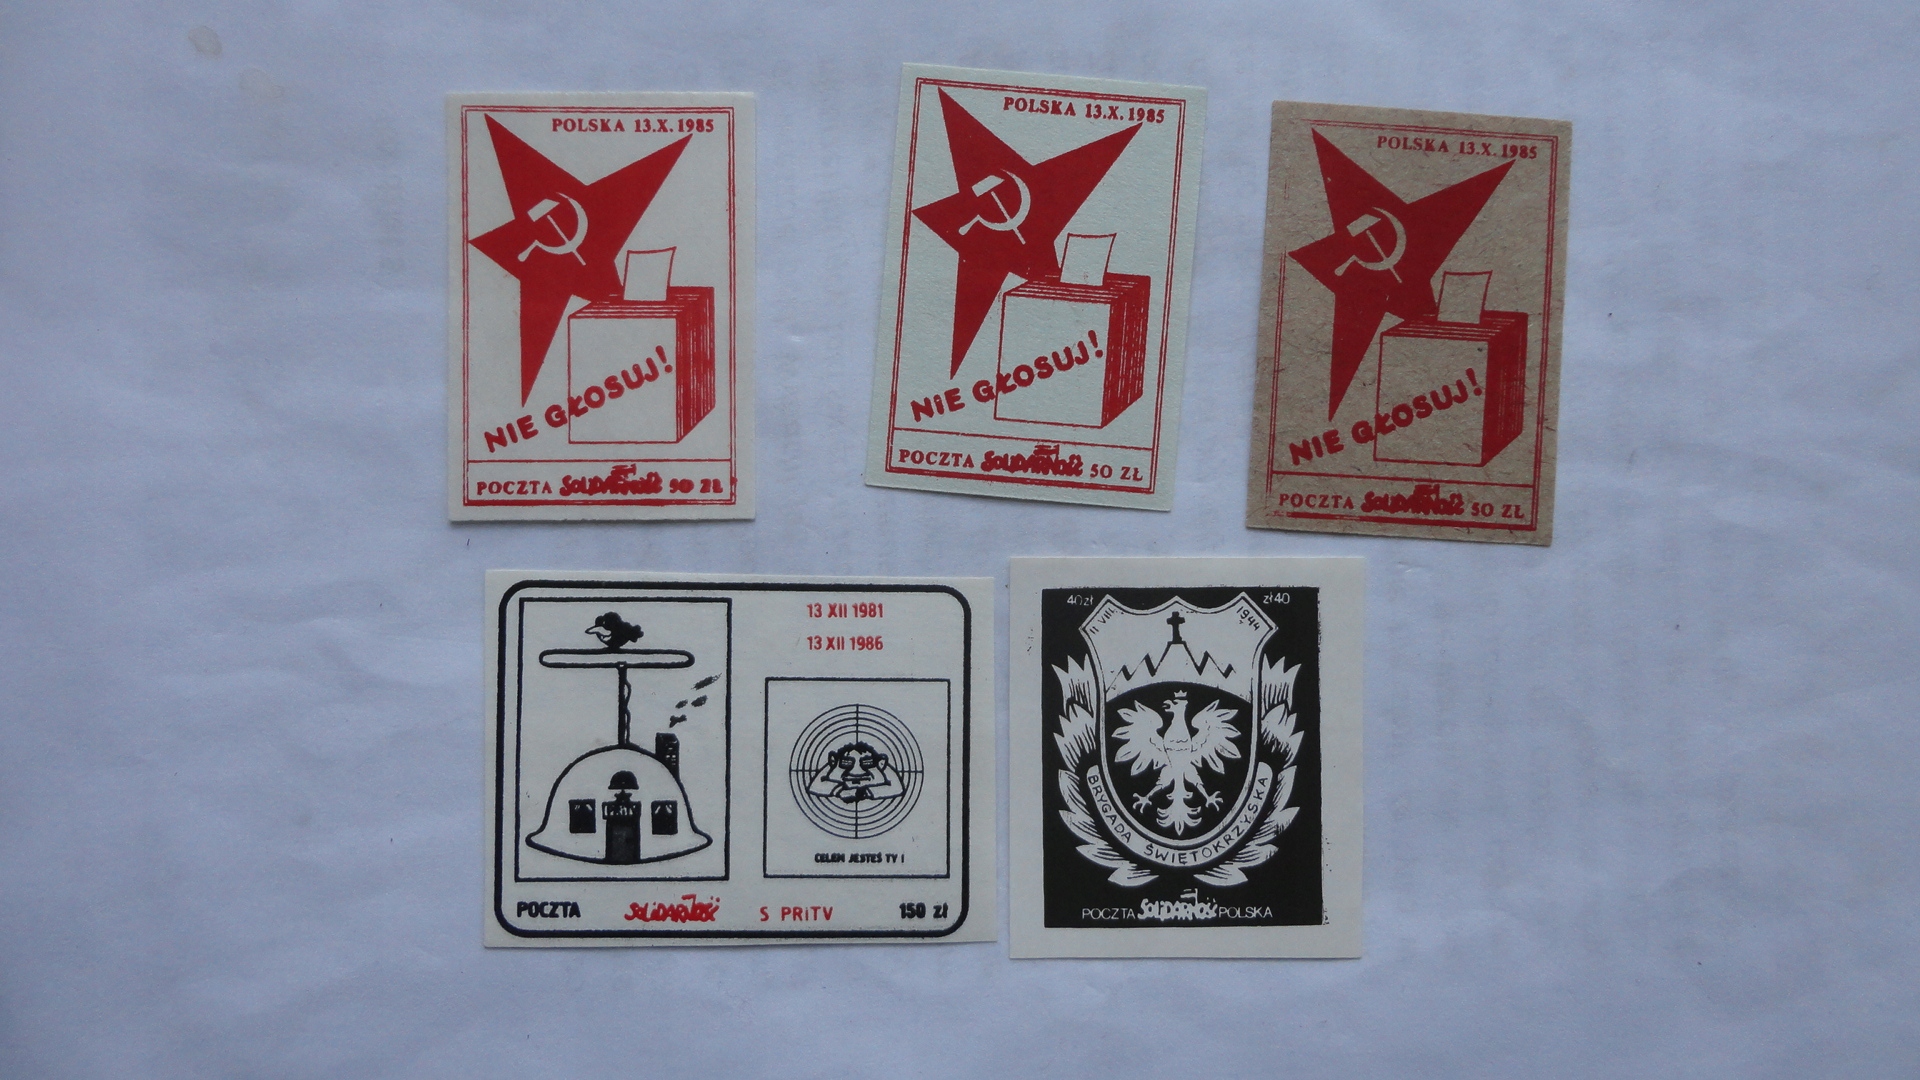 POLSKA 13.X.1985
NIE GŁOSUJ!
POCZTA SOLIDARNOŚĆ 50 ZŁ
POLSKA 13.X.1985
NIE GŁOSUJ!
POCZTA SOLIDARNOŚĆ 50 ZŁ
POLSKA 13.X.1985
NIE GŁOSUJ!
POCZTA SOLIDARNOŚĆ 50 ZŁ
13 XII 1981
13 XII 1986
CELEM JESTEŚ TY !
POCZTA SOLIDARNOŚĆ S PRiTV 150 zł
40zł zł40
11 VIII 1944
BRYGADA ŚWIĘTOKRZYSKA
POCZTA SOLIDARNOŚĆ POLSKA